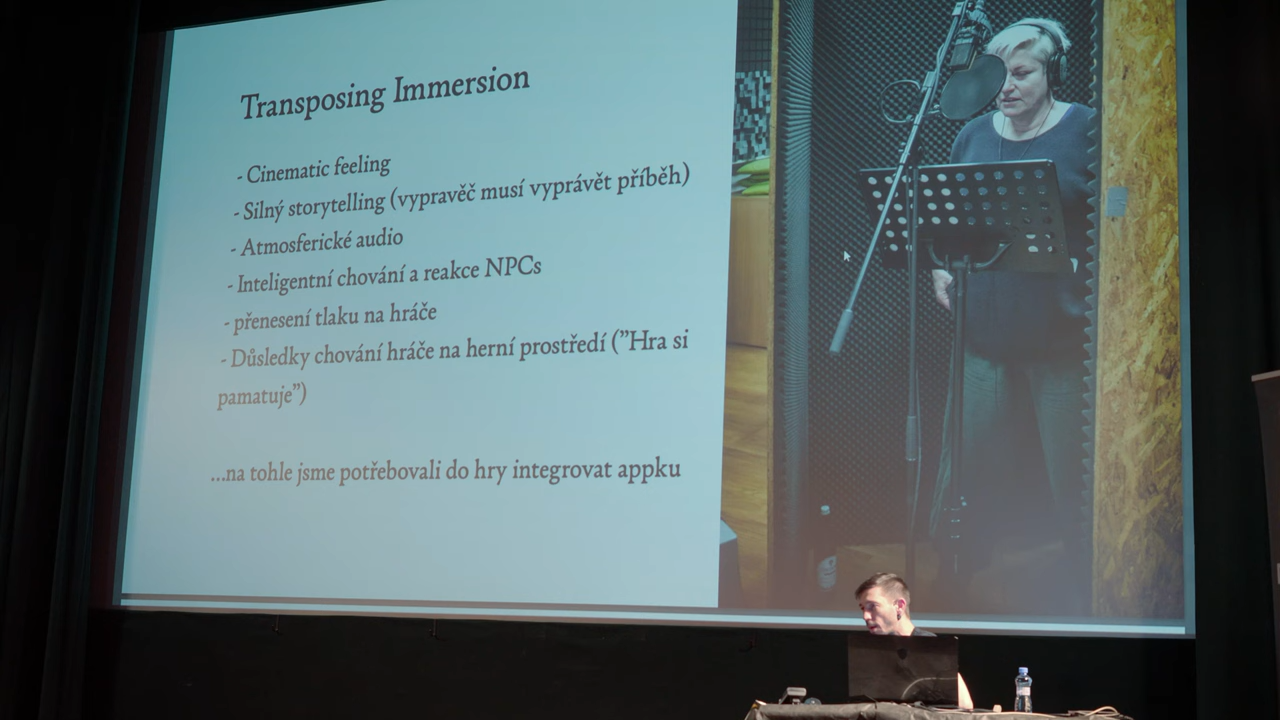 Transposing Immersion
- Cinematic feeling
- Silný storytelling (vypravěč musí vyprávět příběh)
- Atmosferické audio
- Inteligentní chování a reakce NPCs
- přenesení tlaku na hráče
- Důsledky chování hráče na herní prostředí ("Hra si
pamatuje")
...na tohle jsme potřebovali do hry integrovat appku